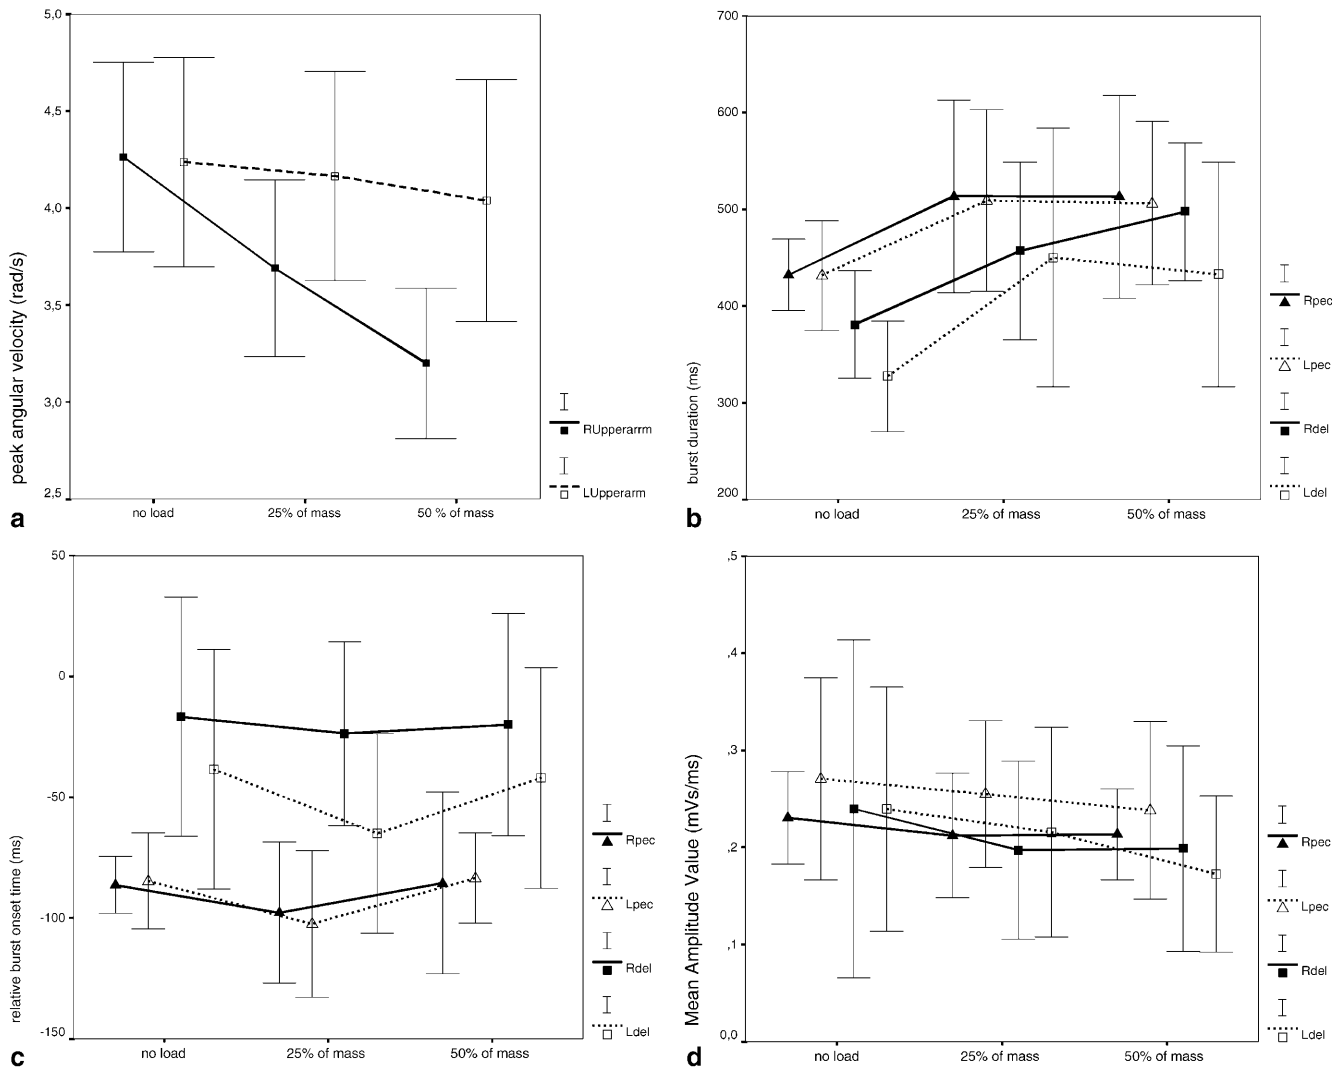 5,0
4,5
4,0
3,5
3,0
2,5
peak angular velocity (rad/s)
no load
25% of mass
50 % of mass
RUpperarrm
LUpperarm
a
700
600
500
400
300
200
burst duration (ms)
no load
25% of mass
50% of mass
Rpec
Lpec
Rdel
Ldel
b
50
0
-50
-100
-150
relative burst onset time (ms)
no load
25% of mass
50% of mass
Rpec
Lpec
Rdel
Ldel
c
,5
,4
,3
,2
,1
0,0
Mean Amplitude Value (mVs/ms)
no load
25% of mass
50% of mass
Rpec
Lpec
Rdel
Ldel
d